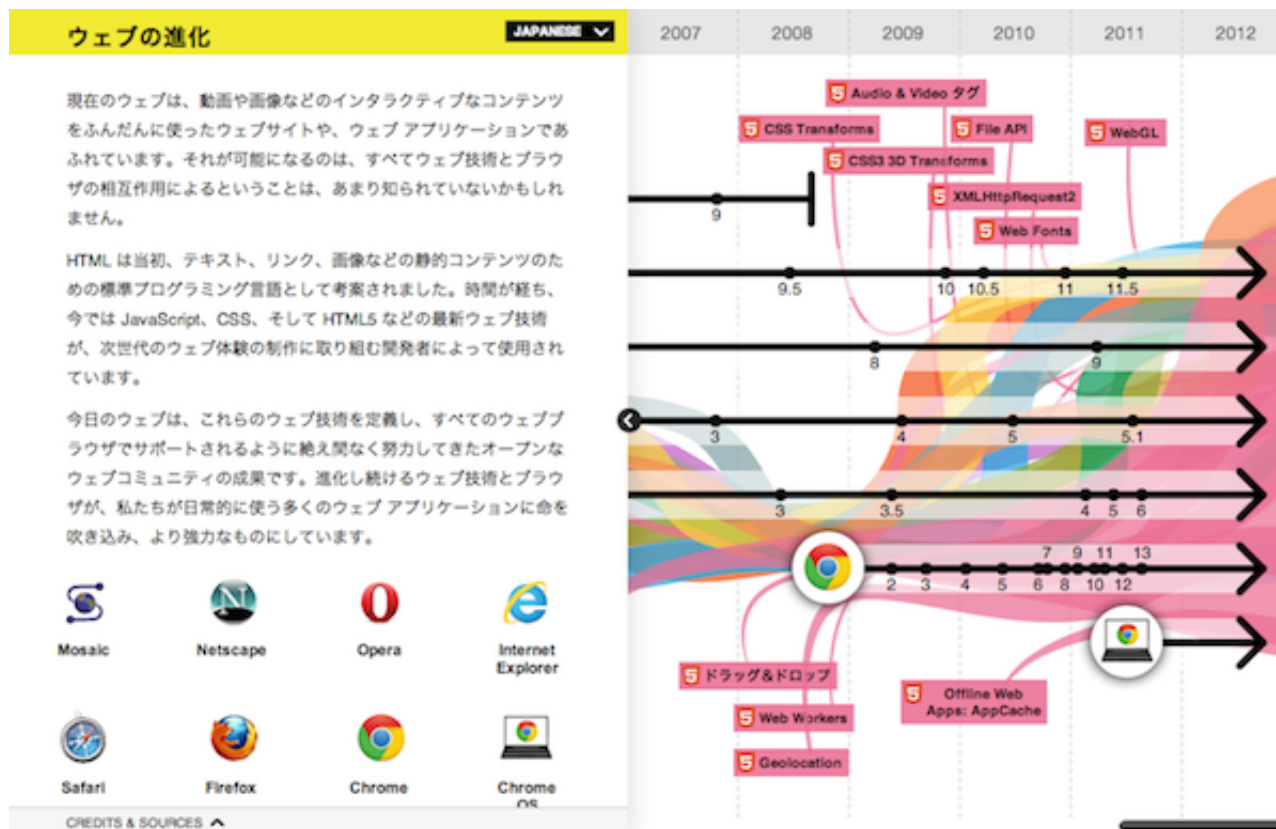 ウェブの進化
JAPANESE
現在のウェブは、動画や画像などのインタラクティブなコンテンツ
をふんだんに使ったウェブサイトや、ウェブ アプリケーションであ
ふれています。それが可能になるのは、すべてウェブ技術とブラウ
ザの相互作用によるということは、あまり知られていないかもしれ
ません。
HTML は当初、テキスト、リンク、画像などの静的コンテンツのた
めの標準プログラミング言語として考案されました。時間が経ち、
今では JavaScript、CSS、そして HTML5 などの最新ウェブ技術
が、次世代のウェブ体験の制作に取り組む開発者によって使用され
ています。
今日のウェブは、これらのウェブ技術を定義し、すべてのウェブブ
ラウザでサポートされるように絶え間なく努力してきたオープンな
ウェブコミュニティの成果です。進化し続けるウェブ技術とブラウ
ザが、私たちが日常的に使う多くのウェブ アプリケーションに命を
吹き込み、より強力なものにしています。
Mosaic
Netscape
Opera
Internet
Explorer
Safari
Firefox
Chrome
Chrome
OS
CREDITS & SOURCES
2007 2008 2009 2010 2011 2012
5 Audio & Video タグ
5 CSS Transforms
5 File API
5 WebGL
5 CSS3 3D Transforms
5 XMLHttpRequest2
5 Web Fonts
9
9.5 10 10.5 11 11.5
8 9
3 4 5 5.1
3 3.5 4 5 6
7 9 11 13
2 3 4 5 6 8 10 12
5 ドラッグ&ドロップ
5 Web Workers
5 Geolocation
5 Offline Web
Apps: AppCache